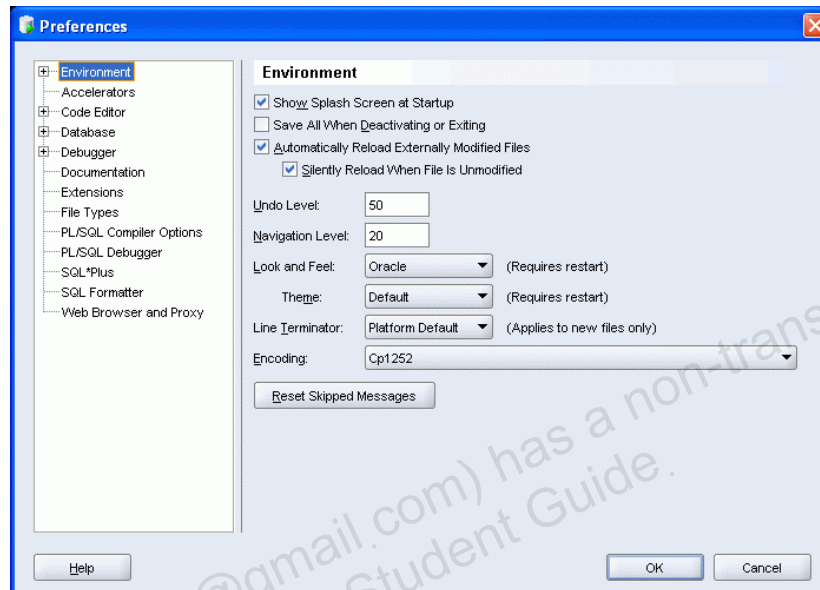 Preferences
Environment
Accelerators
Code Editor
Database
Debugger
Documentation
Extensions
File Types
PL/SQL Compiler Options
PL/SQL Debugger
SQL*Plus
SQL Formatter
Web Browser and Proxy
Environment
Show Splash Screen at Startup
Save All When Deactivating or Exiting
Automatically Reload Externally Modified Files
Silently Reload When File Is Unmodified
Undo Level: 50
Navigation Level: 20
Look and Feel: Oracle (Requires restart)
Theme: Default (Requires restart)
Line Terminator: Platform Default (Applies to new files only)
Encoding: Cp1252
Reset Skipped Messages
Help OK Cancel
@gmail.com) has a non-trans
Student Guide.